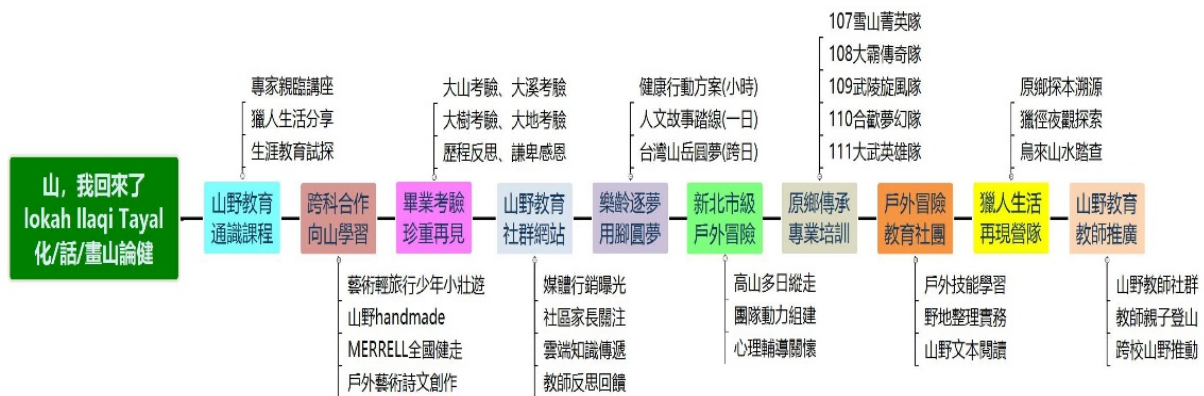 山，我回來了
lokah llaqi Tayal
化/話/畫山論健
山野教育
通識課程
專家親臨講座
獵人生活分享
生涯教育試探
跨科合作
向山學習
藝術輕旅行少年小壯遊
山野handmade
MERRELL全國健走
戶外藝術詩文創作
畢業考驗
珍重再見
大山考驗、大溪考驗
大樹考驗、大地考驗
歷程反思、謙卑感恩
山野教育
社群網站
媒體行銷曝光
社區家長關注
雲端知識傳遞
教師反思回饋
樂齡逐夢
用腳圓夢
健康行動方案(小時)
人文故事踏線(一日)
台灣山岳圓夢(跨日)
新北市級
戶外冒險
高山多日縱走
團隊動力組建
心理輔導關懷
原鄉傳承
專業培訓
107雪山菁英隊
108大霸傳奇隊
109武陵旋風隊
110合歡夢幻隊
111大武英雄隊
戶外冒險
教育社團
戶外技能學習
野地整理實務
山野文本閱讀
獵人生活
再現營隊
原鄉探本溯源
獵徑夜觀探索
烏來山水踏查
山野教育
教師推廣
山野教師社群
教師親子登山
跨校山野推動